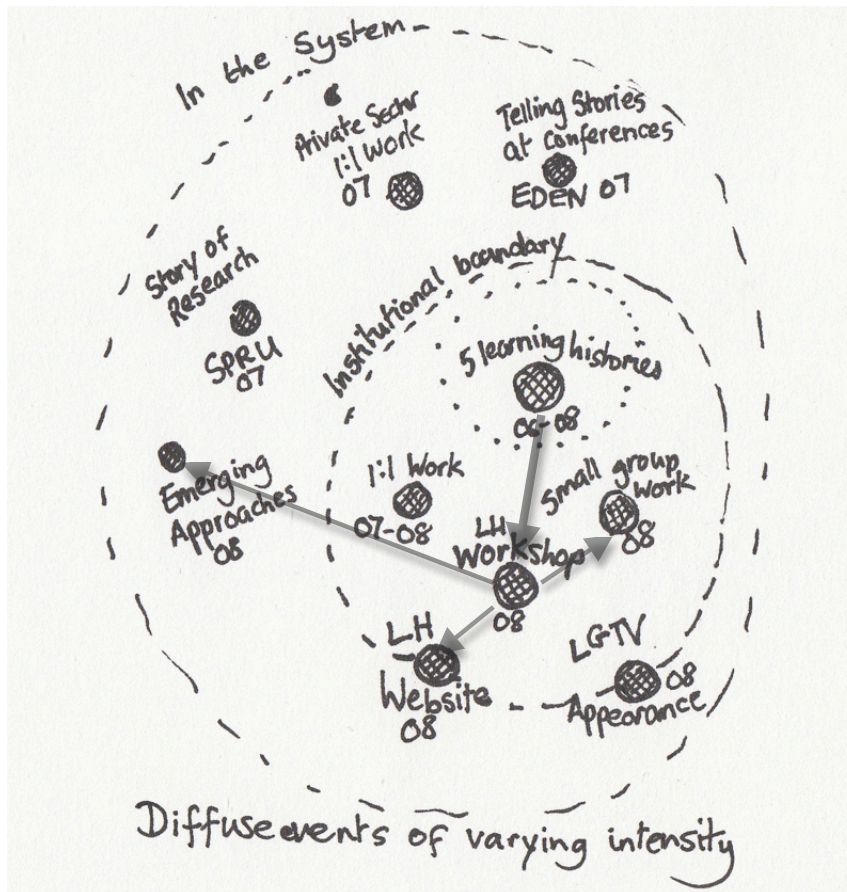 In the System
Private Sectr
1:1 Work
07
Telling Stories
at Conferences
EDEN 07
Story of
Research
SPRU
07
Institutional boundary
5 learning histories
06-08
1:1 Work
07-08
Small group
Work
08
Emerging
Approaches
08
LH
Workshop
08
LH
Website
08
LGTV
08
Appearance
Diffuse events of varying intensity